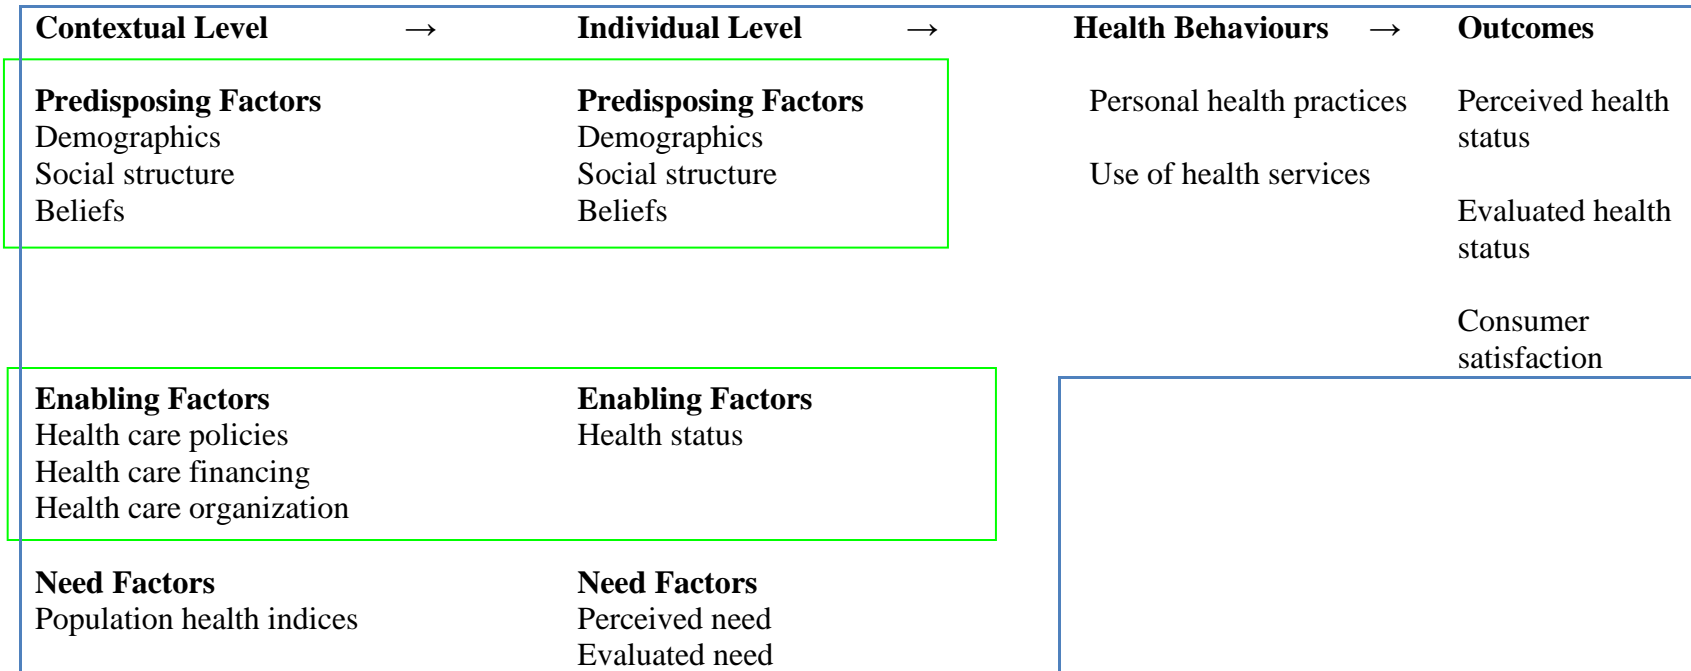 Contextual Level → Individual Level → Health Behaviours → Outcomes
Predisposing Factors Predisposing Factors Personal health practices Perceived health
Demographics Demographics status
Social structure Social structure Use of health services
Beliefs Beliefs Evaluated health
status
Consumer
satisfaction
Enabling Factors Enabling Factors
Health care policies Health status
Health care financing
Health care organization
Need Factors Need Factors
Population health indices Perceived need
Evaluated need